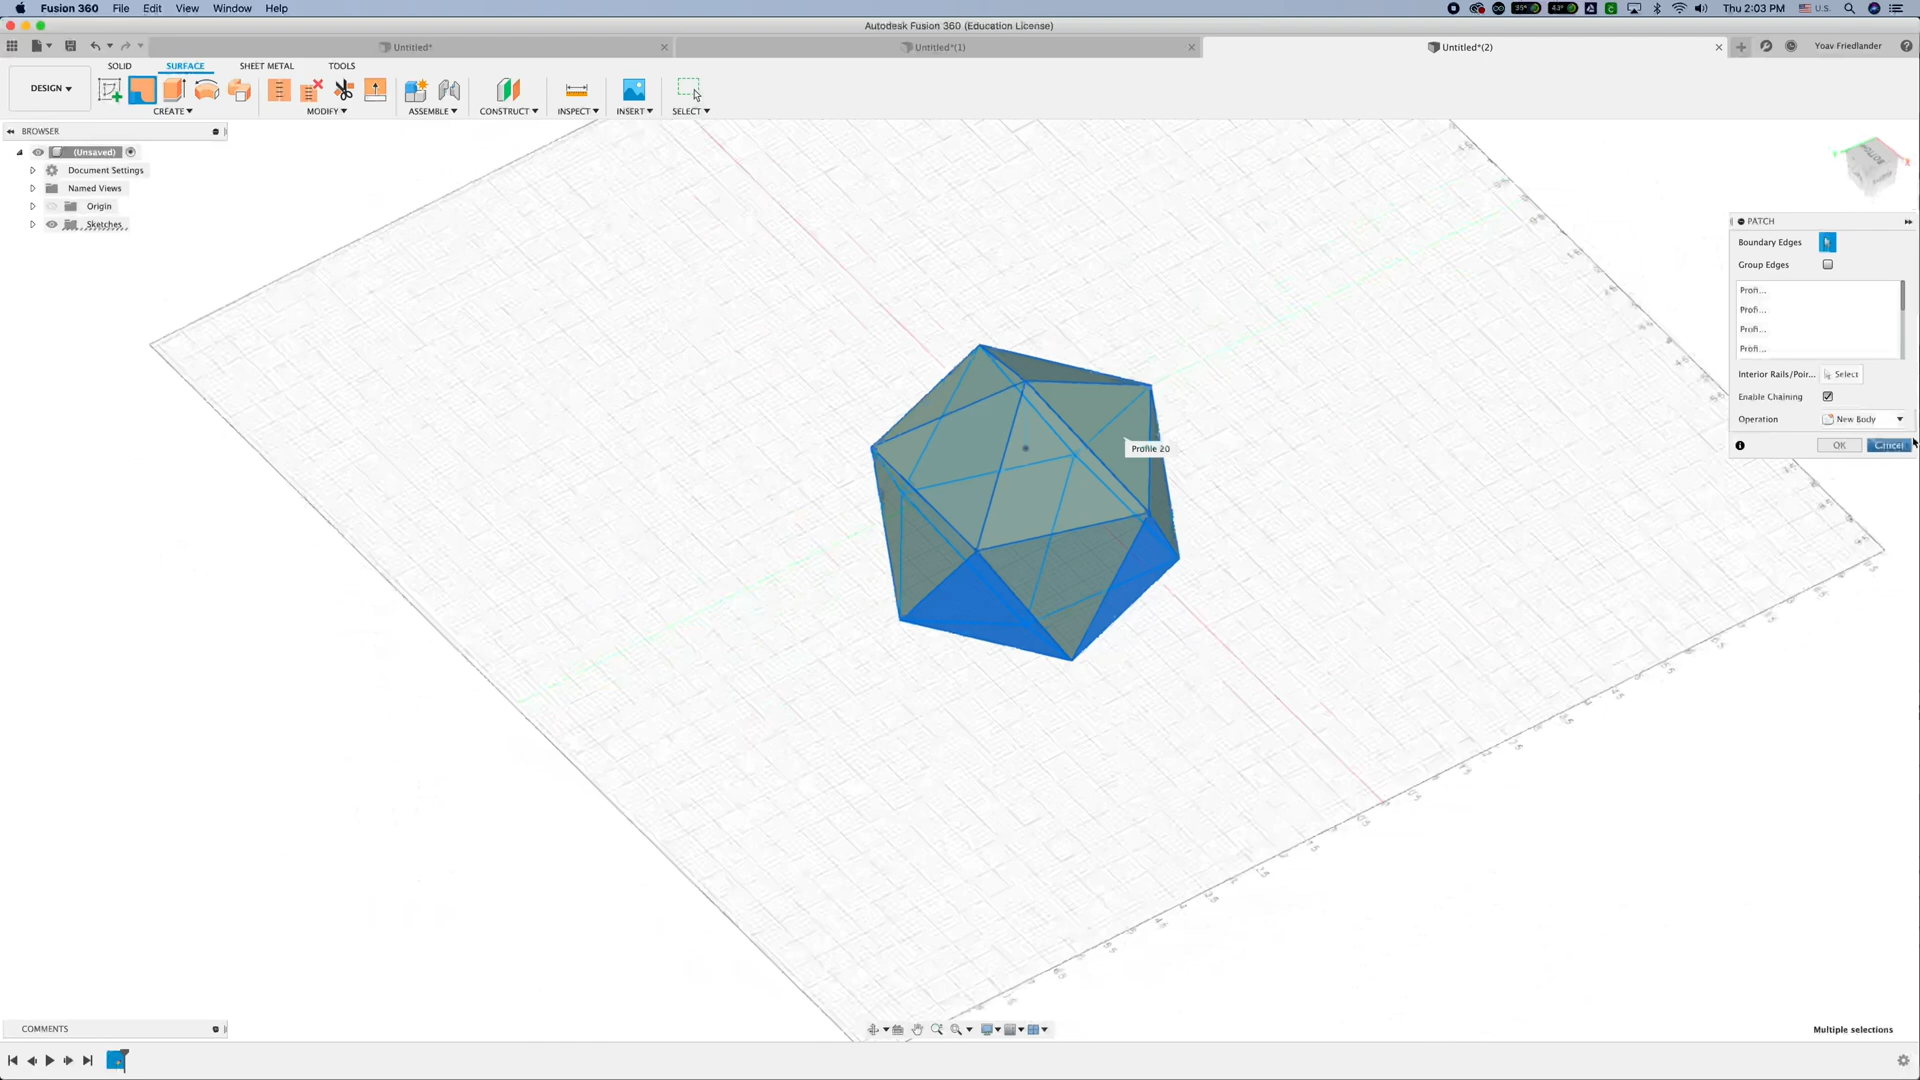 Fusion 360 File Edit View Window Help
35° 43° Thu 2:03 PM U.S.
Autodesk Fusion 360 (Education License)
Untitled* Untitled*(1) Untitled*(2) Yoav Friedlander
SOLID SURFACE SHEET METAL TOOLS
DESIGN
CREATE MODIFY ASSEMBLE CONSTRUCT INSPECT INSERT SELECT
BROWSER
(Unsaved)
Document Settings
Named Views
Origin
Sketches
BOTTOM
PATCH
Boundary Edges
Group Edges
Profi...
Profi...
Profi...
Profi...
Interior Rails/Poir... Select
Enable Chaining
Operation New Body
OK Cancel
Profile 20
COMMENTS
Multiple selections